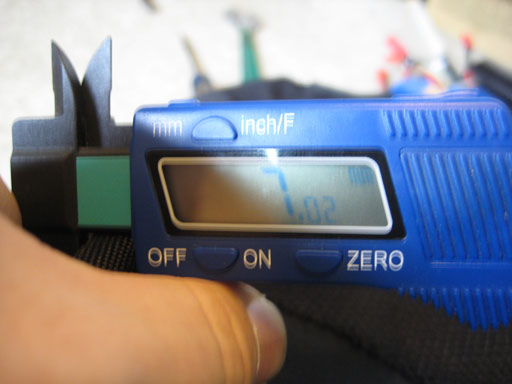 mm inch/F
mm
7.02
OFF ON ZERO